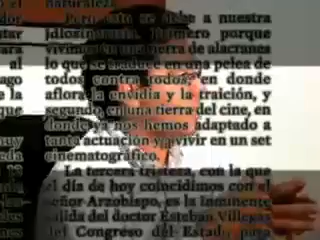 naturaleza.
Pero esto se debe a nuestra
idiosincrasia. Primero porque
vivimos en una tierra de alacranes
lo que se traduce en una pelea de
todos contra todos, en donde
aflora la envidia y la traición, y
segundo, en una tierra del cine, en
donde ya nos hemos adaptado a
tanta actuación y a vivir en un set
cinematográfico.
La tercera tristeza, con la que
el día de hoy coincidimos con el
señor Arzobispo, es la inminente
salida del doctor Esteban Villegas
del Congreso del Estado para